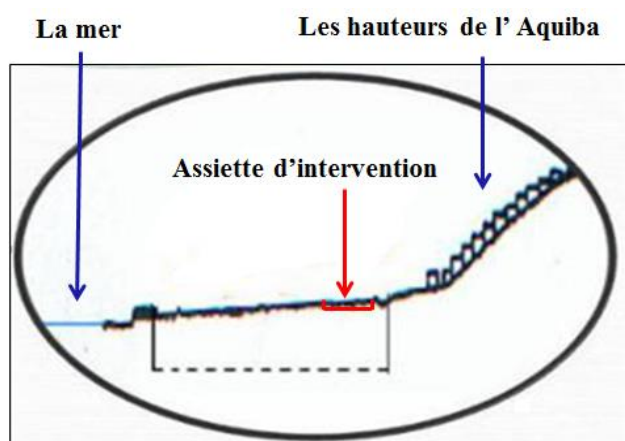 La mer
Les hauteurs de l’ Aquiba
Assiette d’intervention